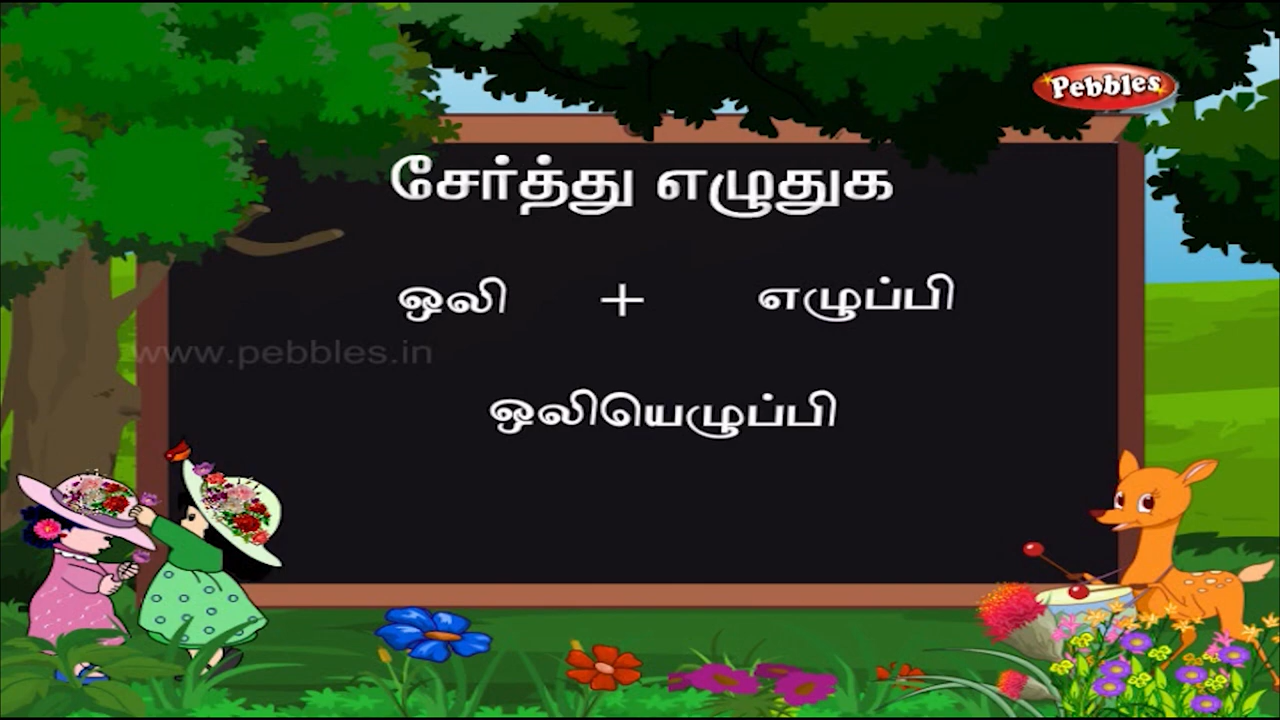 Pebbles
சேர்த்து எழுதுக
ஒலி + எழுப்பி
www.pebbles.in
ஒலியெழுப்பி